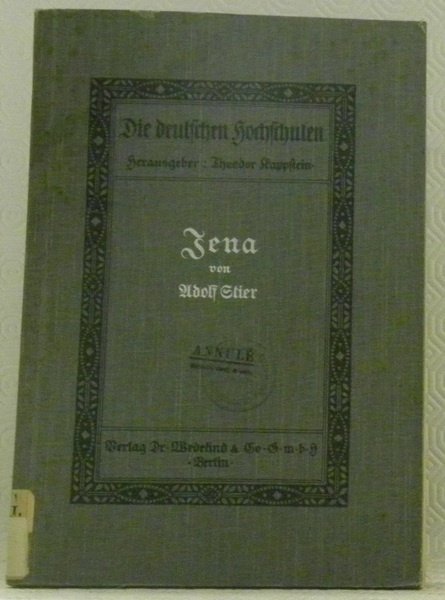 Die deutschen Hochschulen
Herausgeber: Theodor Kappstein
Jena
von
Adolf Stier
ANNULÉ
Verlag Dr. Wedekind & Co. G·m·b·H
·Berlin·